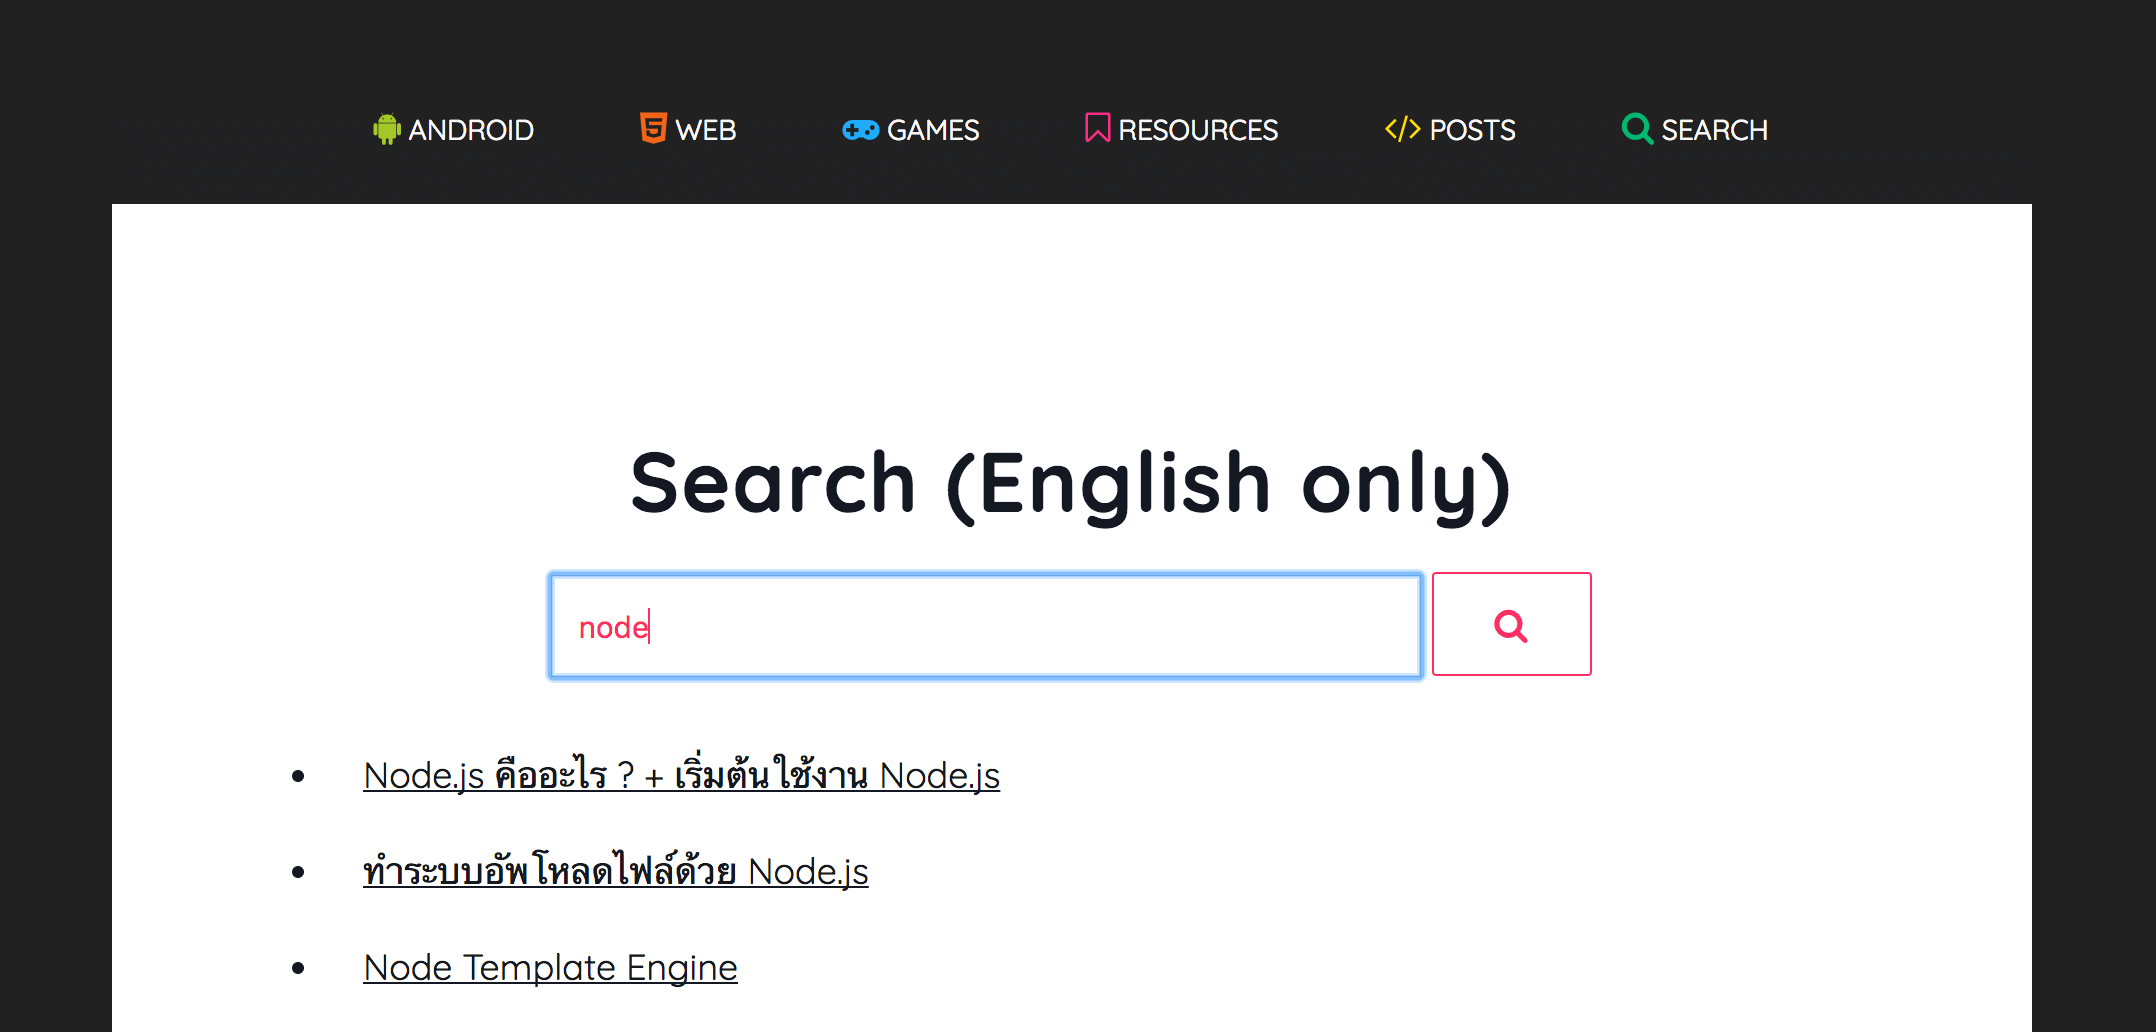 ANDROID WEB GAMES RESOURCES POSTS SEARCH
Search (English only)
node
Node.js คืออะไร ? + เริ่มต้นใช้งาน Node.js
ทำระบบอัพโหลดไฟล์ด้วย Node.js
Node Template Engine